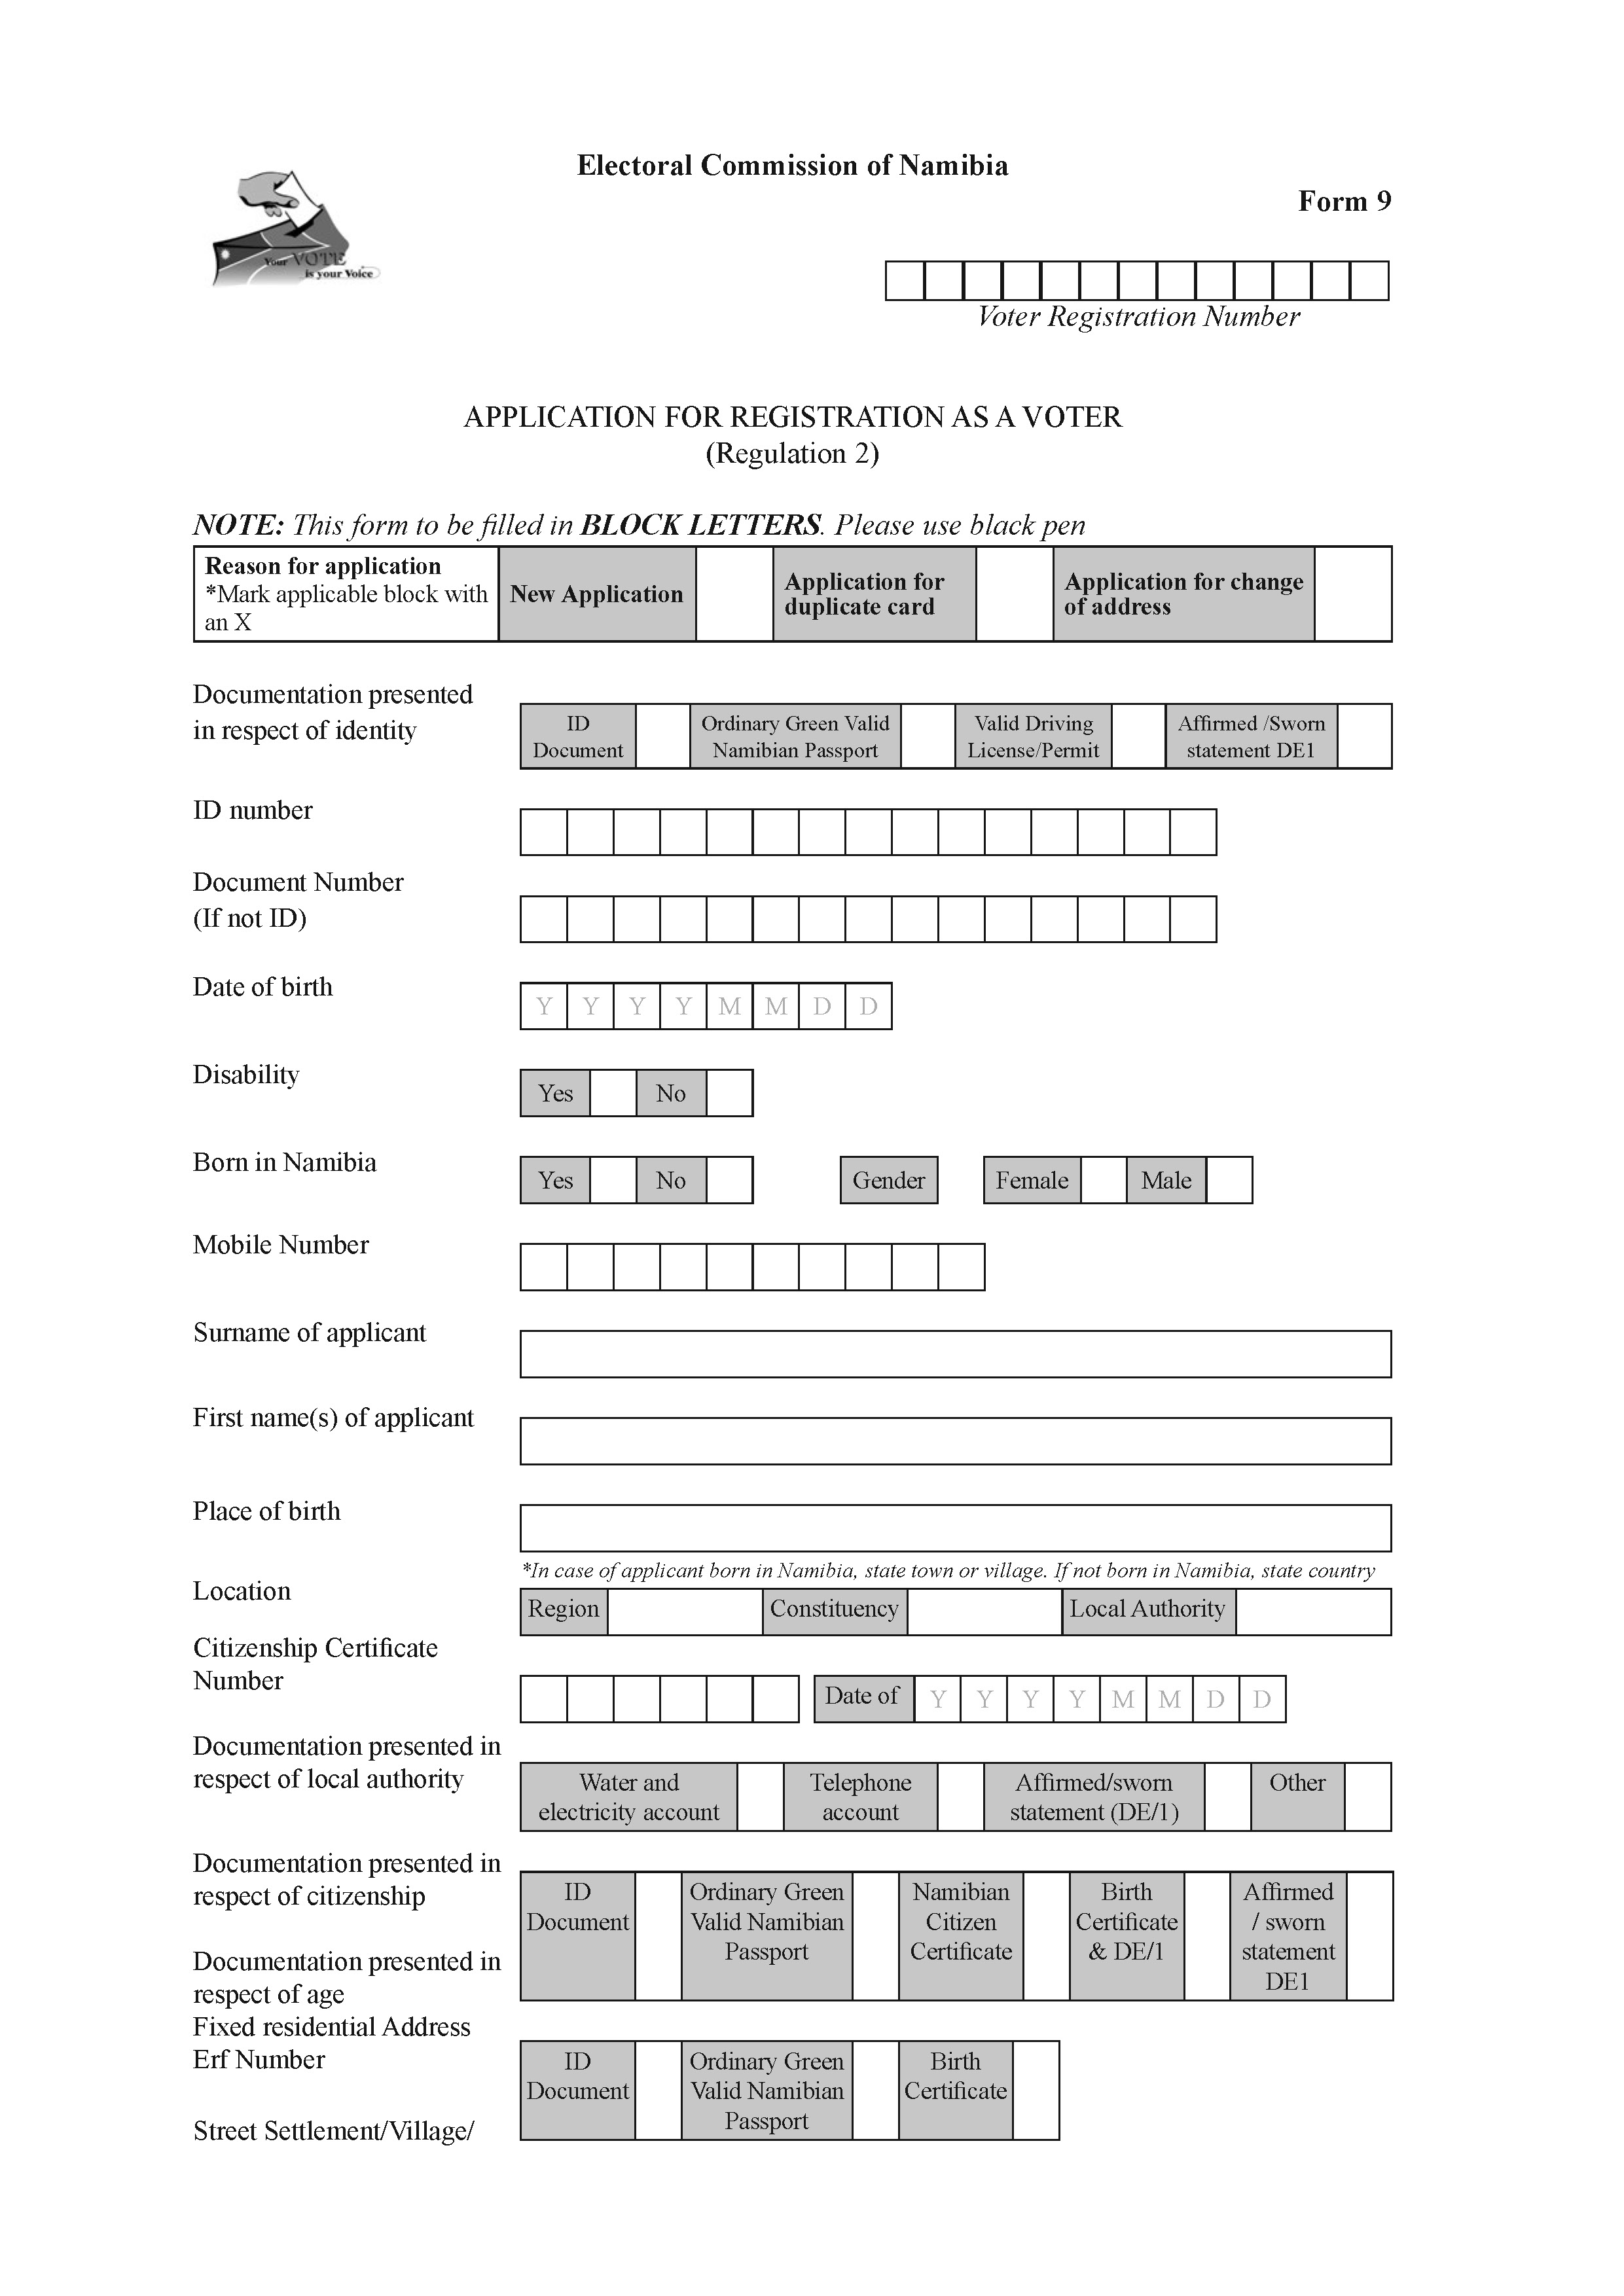 Electoral Commission of Namibia
Form 9
Your VOTE
is your Voice
Voter Registration Number
APPLICATION FOR REGISTRATION AS A VOTER
(Regulation 2)
NOTE: This form to be filled in BLOCK LETTERS. Please use black pen
Reason for application
*Mark applicable block with
an X
New Application
Application for
duplicate card
Application for change
of address
Documentation presented
in respect of identity
ID
Document
Ordinary Green Valid
Namibian Passport
Valid Driving
License/Permit
Affirmed /Sworn
statement DE1
ID number
Document Number
(If not ID)
Date of birth
Y Y Y Y M M D D
Disability
Yes No
Born in Namibia
Yes No Gender Female Male
Mobile Number
Surname of applicant
First name(s) of applicant
Place of birth
*In case of applicant born in Namibia, state town or village. If not born in Namibia, state country
Location
Region Constituency Local Authority
Citizenship Certificate
Number
Date of Y Y Y Y M M D D
Documentation presented in
respect of local authority
Water and
electricity account
Telephone
account
Affirmed/sworn
statement (DE/1)
Other
Documentation presented in
respect of citizenship
ID
Document
Ordinary Green
Valid Namibian
Passport
Namibian
Citizen
Certificate
Birth
Certificate
& DE/1
Affirmed
/ sworn
statement
DE1
Documentation presented in
respect of age
Fixed residential Address
Erf Number
ID
Document
Ordinary Green
Valid Namibian
Passport
Birth
Certificate
Street Settlement/Village/